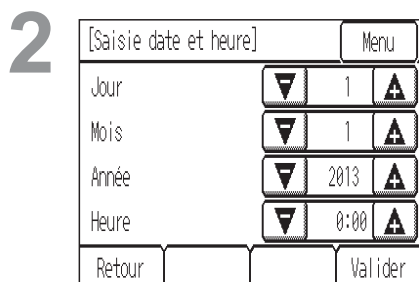 2
[Saisie date et heure] Menu
Jour 1
Mois 1
Année 2013
Heure 0:00
Retour Valider